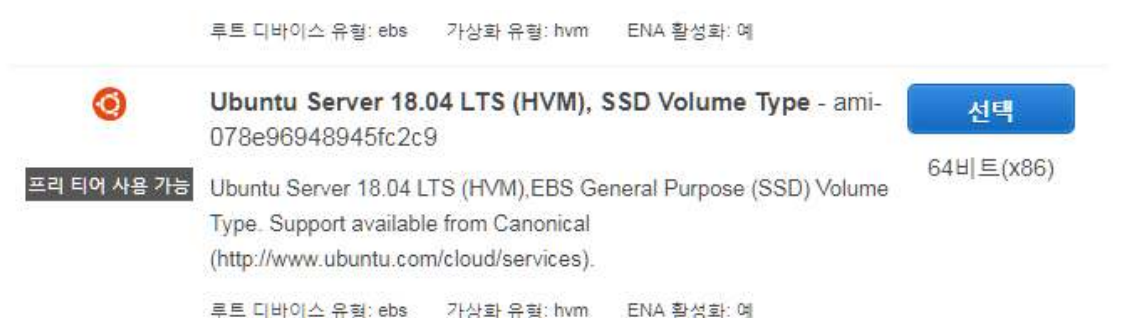 루트 디바이스 유형: ebs 가상화 유형: hvm ENA 활성화: 예
Ubuntu Server 18.04 LTS (HVM), SSD Volume Type - ami-
078e96948945fc2c9
선택
64비트(x86)
프리 티어 사용 가능
Ubuntu Server 18.04 LTS (HVM),EBS General Purpose (SSD) Volume
Type. Support available from Canonical
(http://www.ubuntu.com/cloud/services).
루트 디바이스 유형: ebs 가상화 유형: hvm ENA 활성화: 예